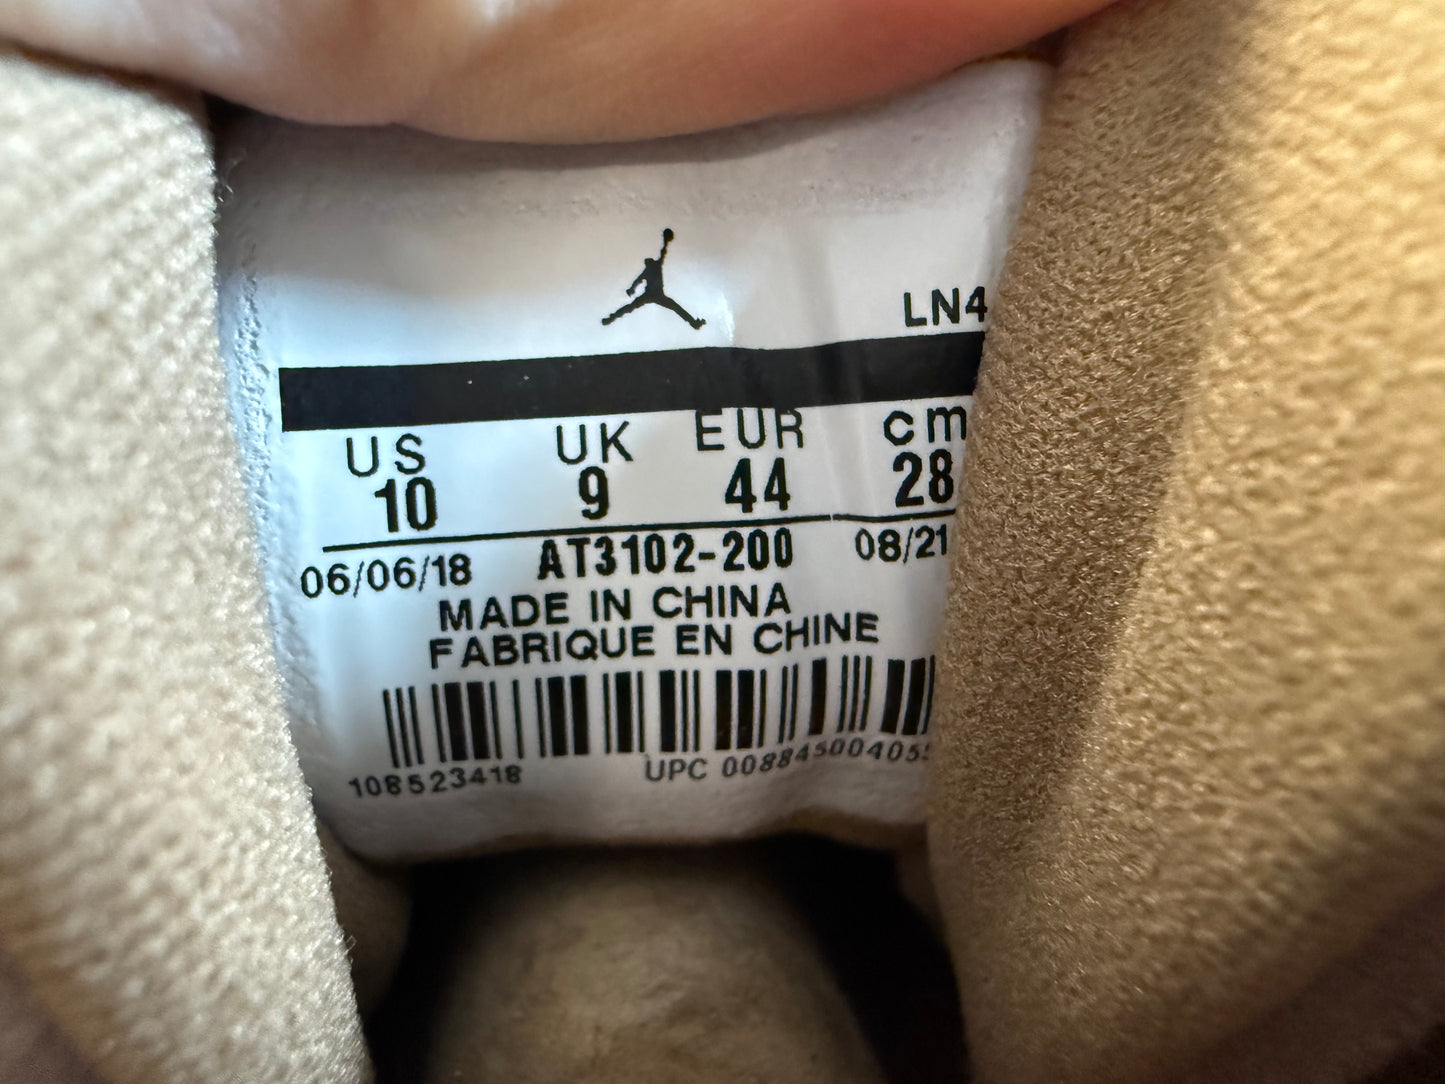 LN4
US UK EUR cm
10 9 44 28
06/06/18 AT3102-200 08/21
MADE IN CHINA
FABRIQUE EN CHINE
108523418 UPC 00884500405